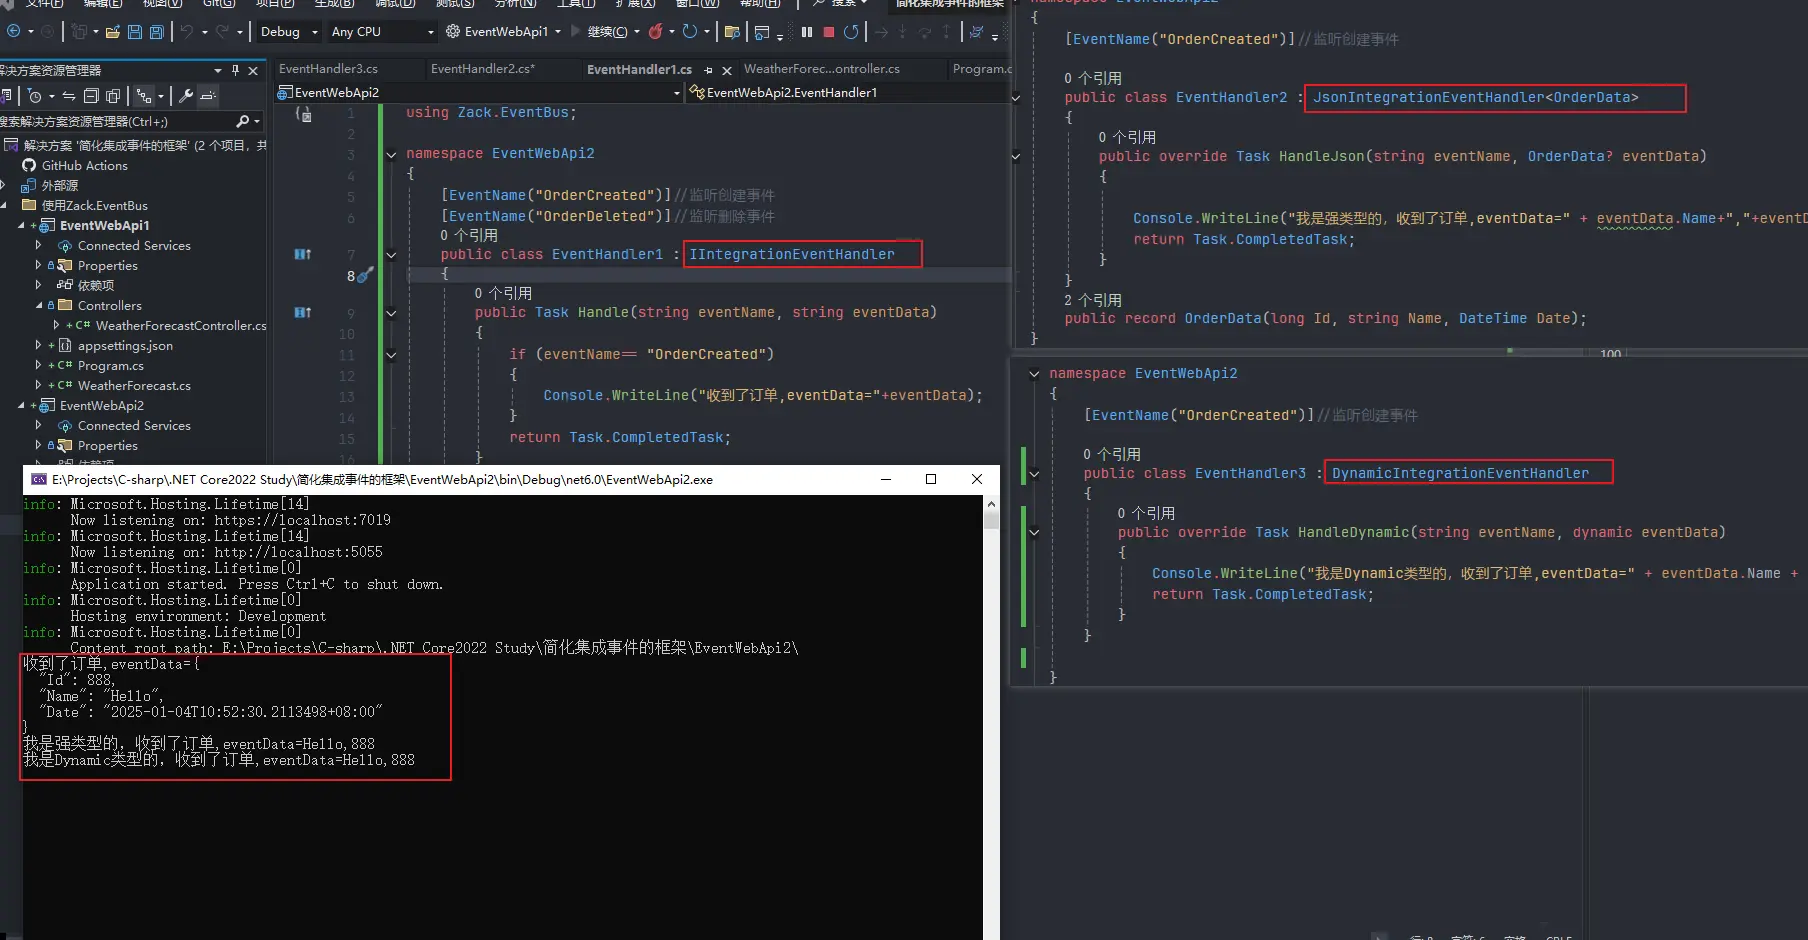 文件(F) 编辑(E) 视图(V) Git(G) 项目(P) 生成(B) 调试(D) 测试(S) 分析(N) 工具(T) 扩展(X) 窗口(W) 帮助(H) 搜索 简化集成事件的框架
Debug Any CPU EventWebApi1 继续(C)
解决方案资源管理器
搜索解决方案资源管理器(Ctrl+;)
解决方案 '简化集成事件的框架' (2 个项目, 共
GitHub Actions
外部源
使用Zack.EventBus
EventWebApi1
Connected Services
Properties
依赖项
Controllers
C# WeatherForecastController.cs
appsettings.json
C# Program.cs
C# WeatherForecast.cs
EventWebApi2
Connected Services
Properties
依赖项
EventHandler3.cs EventHandler2.cs* EventHandler1.cs WeatherForec...ontroller.cs Program.c
EventWebApi2 EventWebApi2.EventHandler1
1 using Zack.EventBus;
2
3 namespace EventWebApi2
4 {
5 [EventName("OrderCreated")]//监听创建事件
6 [EventName("OrderDeleted")]//监听删除事件
0 个引用
7 public class EventHandler1 : IIntegrationEventHandler
8 {
0 个引用
9 public Task Handle(string eventName, string eventData)
10 {
11 if (eventName== "OrderCreated")
12 {
13 Console.WriteLine("收到了订单,eventData="+eventData);
14 }
15 return Task.CompletedTask;
16 }
namespace EventWebApi2
{
[EventName("OrderCreated")]//监听创建事件
0 个引用
public class EventHandler2 : JsonIntegrationEventHandler<OrderData>
{
0 个引用
public override Task HandleJson(string eventName, OrderData? eventData)
{
Console.WriteLine("我是强类型的，收到了订单,eventData=" + eventData.Name+","+eventD
return Task.CompletedTask;
}
}
2 个引用
public record OrderData(long Id, string Name, DateTime Date);
}
100
namespace EventWebApi2
{
[EventName("OrderCreated")]//监听创建事件
0 个引用
public class EventHandler3 : DynamicIntegrationEventHandler
{
0 个引用
public override Task HandleDynamic(string eventName, dynamic eventData)
{
Console.WriteLine("我是Dynamic类型的，收到了订单,eventData=" + eventData.Name +
return Task.CompletedTask;
}
}
}
E:\Projects\C-sharp\.NET Core2022 Study\简化集成事件的框架\EventWebApi2\bin\Debug\net6.0\EventWebApi2.exe
info: Microsoft.Hosting.Lifetime[14]
Now listening on: https://localhost:7019
info: Microsoft.Hosting.Lifetime[14]
Now listening on: http://localhost:5055
info: Microsoft.Hosting.Lifetime[0]
Application started. Press Ctrl+C to shut down.
info: Microsoft.Hosting.Lifetime[0]
Hosting environment: Development
info: Microsoft.Hosting.Lifetime[0]
Content root path: E:\Projects\C-sharp\.NET Core2022 Study\简化集成事件的框架\EventWebApi2\
收到了订单,eventData={
"Id": 888,
"Name": "Hello",
"Date": "2025-01-04T10:52:30.2113498+08:00"
}
我是强类型的，收到了订单,eventData=Hello,888
我是Dynamic类型的，收到了订单,eventData=Hello,888